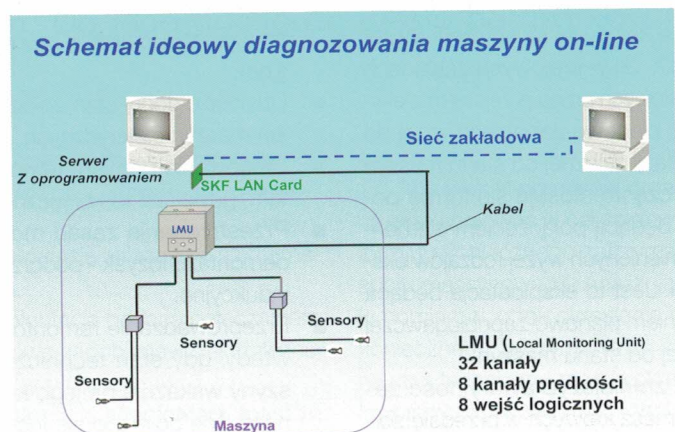 Schemat ideowy diagnozowania maszyny on-line
Sieć zakładowa
Serwer
Z oprogramowaniem
SKF LAN Card
Kabel
LMU
Sensory
Sensory
Sensory
Maszyna
LMU (Local Monitoring Unit)
32 kanały
8 kanały prędkości
8 wejść logicznych